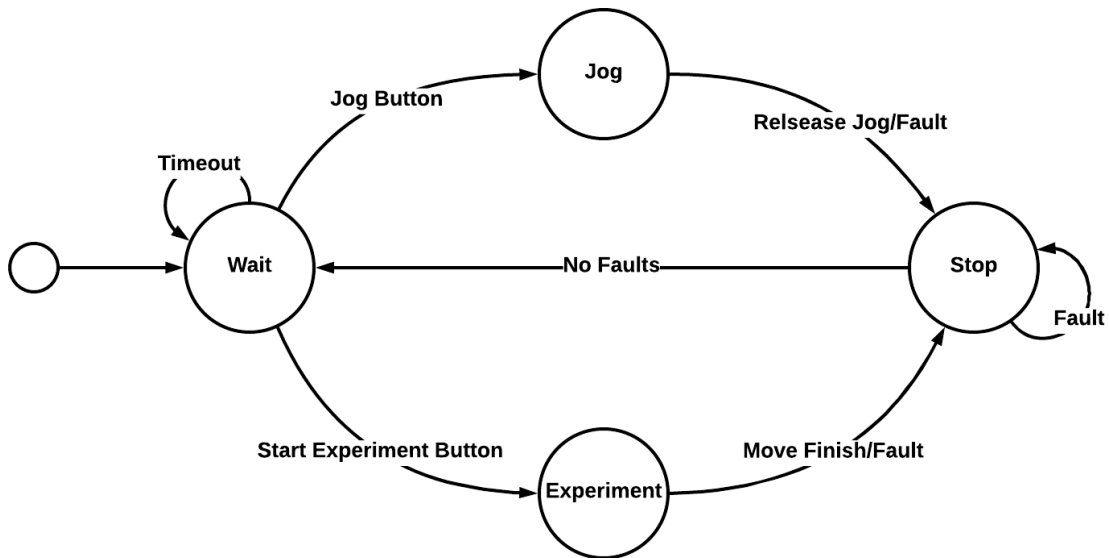 Jog
Jog Button
Relsease Jog/Fault
Timeout
Wait
No Faults
Stop
Fault
Start Experiment Button
Move Finish/Fault
Experiment